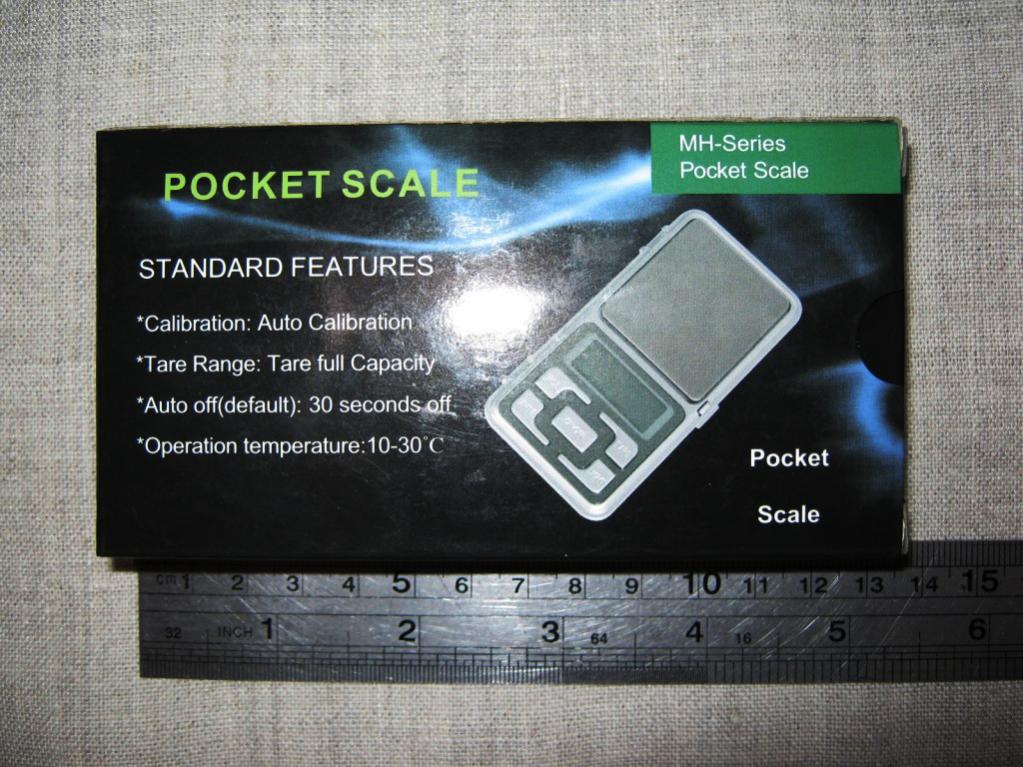 MH-Series
Pocket Scale
POCKET SCALE
STANDARD FEATURES
*Calibration: Auto Calibration
*Tare Range: Tare full Capacity
*Auto off(default): 30 seconds off
*Operation temperature:10-30°C
Pocket
Scale
cm 1 2 3 4 5 6 7 8 9 10 11 12 13 14 15
32 INCH 1 2 3 64 4 16 5 6